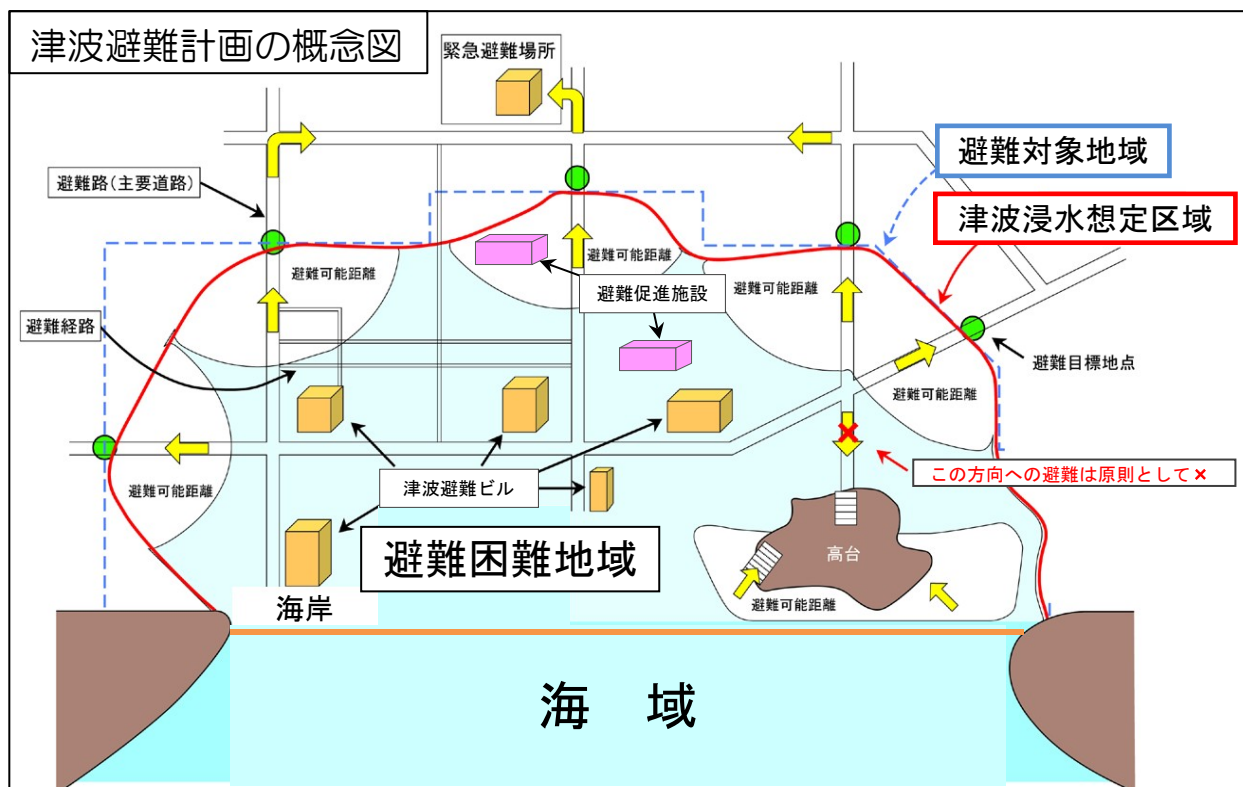 津波避難計画の概念図
緊急避難場所
避難対象地域
避難路(主要道路)
津波浸水想定区域
避難可能距離
避難可能距離
避難可能距離
避難促進施設
避難経路
避難目標地点
避難可能距離
この方向への避難は原則として×
避難可能距離
津波避難ビル
避難困難地域
高台
避難可能距離
海岸
海 域